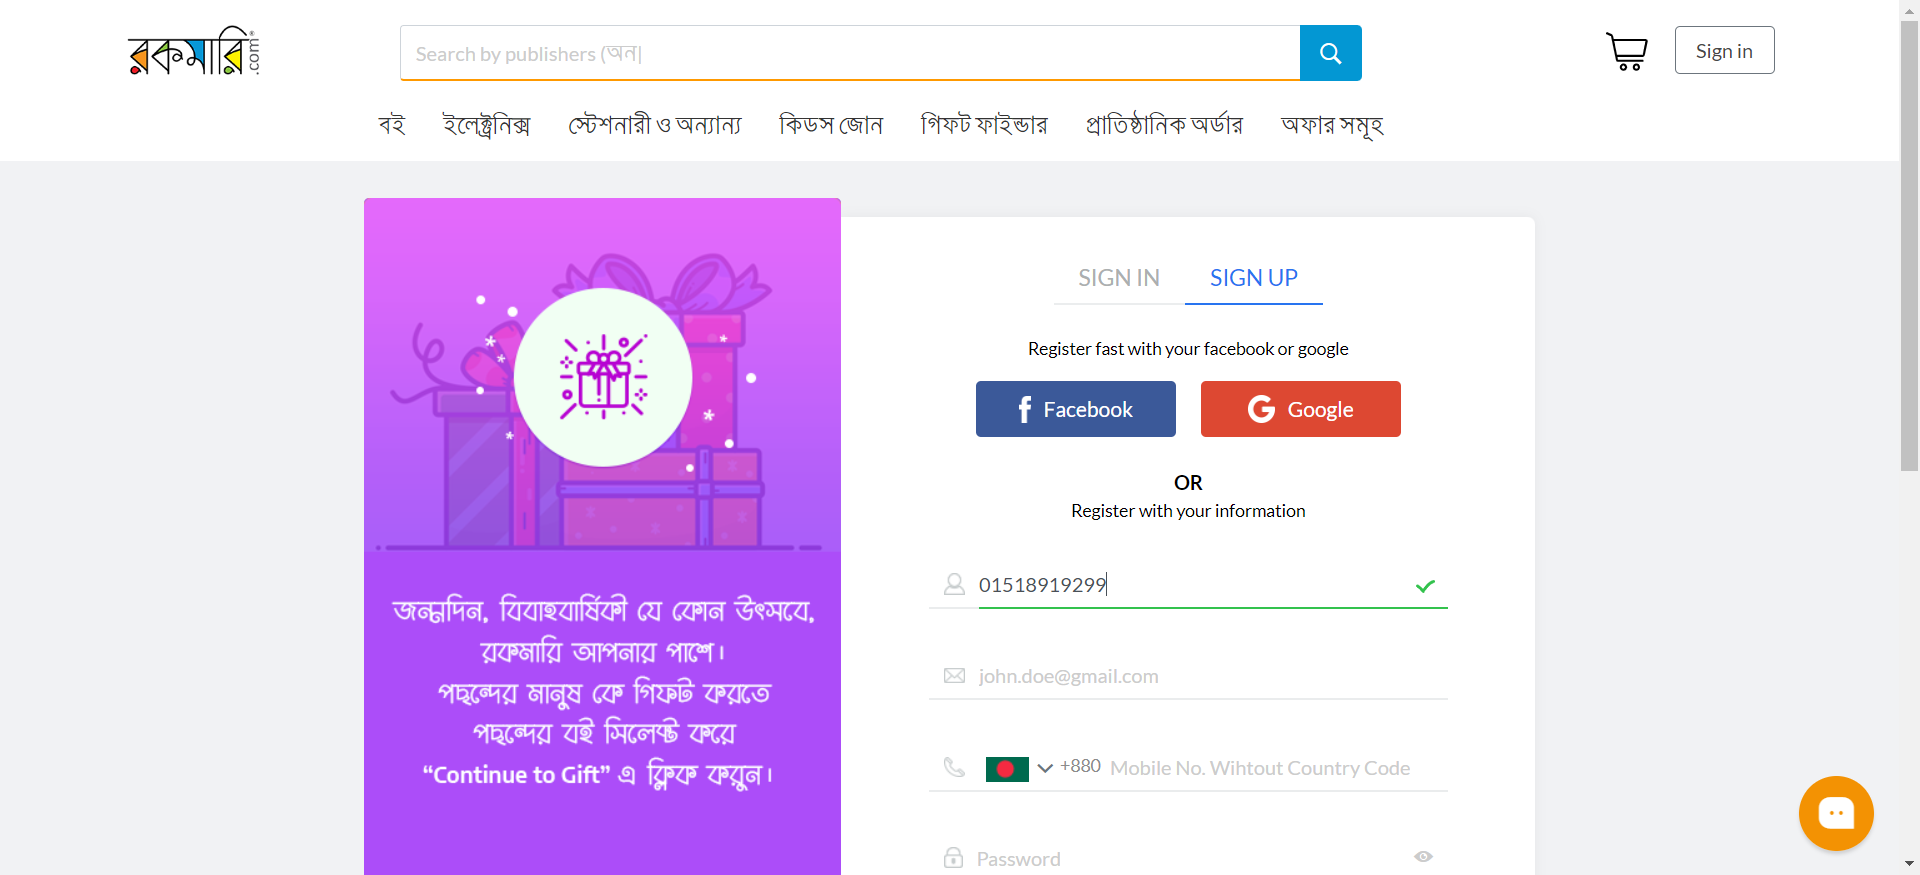 রকমারি.com
Search by publishers (অন|
Sign in
বই ইলেক্ট্রনিক্স স্টেশনারী ও অন্যান্য কিডস জোন গিফট ফাইন্ডার প্রাতিষ্ঠানিক অর্ডার অফার সমূহ
জন্মদিন, বিবাহবার্ষিকী যে কোন উৎসবে,
রকমারি আপনার পাশে।
পছন্দের মানুষ কে গিফট করতে
পছন্দের বই সিলেক্ট করে
“Continue to Gift” এ ক্লিক করুন।
SIGN IN SIGN UP
Register fast with your facebook or google
Facebook Google
OR
Register with your information
01518919299
john.doe@gmail.com
+880 Mobile No. Wihtout Country Code
Password